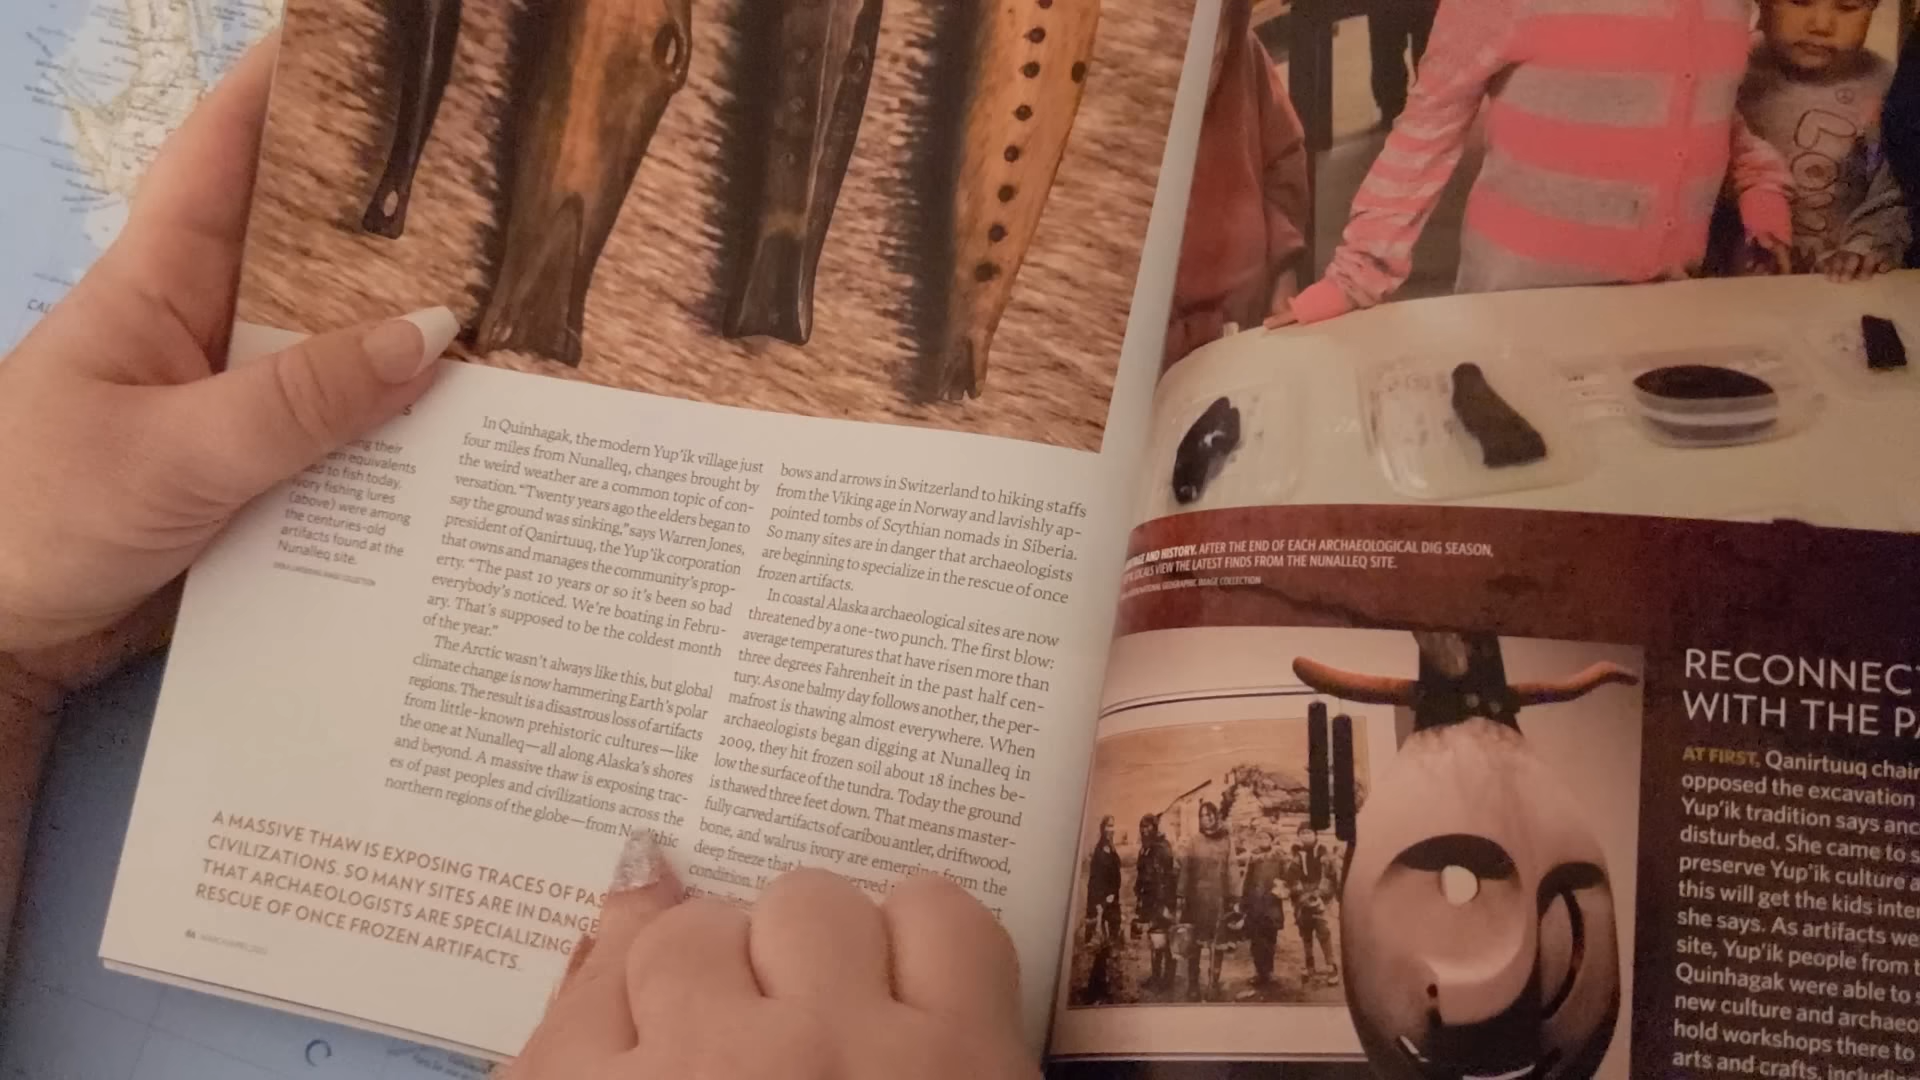 ing their
equivalents
to fish today,
ivory fishing lures
(above) were among
the centuries-old
artifacts found at the
Nunalleq site.
In Quinhagak, the modern Yup'ik village just
four miles from Nunalleq, changes brought by
the weird weather are a common topic of con-
versation. "Twenty years ago the elders began to
say the ground was sinking," says Warren Jones,
president of Qanirtuuq, the Yup'ik corporation
that owns and manages the community's prop-
erty. "The past 10 years or so it's been so bad
everybody's noticed. We're boating in Febru-
ary. That's supposed to be the coldest month
of the year."
The Arctic wasn't always like this, but global
climate change is now hammering Earth's polar
regions. The result is a disastrous loss of artifacts
from little-known prehistoric cultures—like
the one at Nunalleq—all along Alaska's shores
and beyond. A massive thaw is exposing trac-
es of past peoples and civilizations across the
northern regions of the globe—from
bows and arrows in Switzerland to hiking staffs
from the Viking age in Norway and lavishly ap-
pointed tombs of Scythian nomads in Siberia.
So many sites are in danger that archaeologists
are beginning to specialize in the rescue of once
frozen artifacts.
In coastal Alaska archaeological sites are now
threatened by a one-two punch. The first blow:
average temperatures that have risen more than
three degrees Fahrenheit in the past half cen-
tury. As one balmy day follows another, the per-
mafrost is thawing almost everywhere. When
archaeologists began digging at Nunalleq in
2009, they hit frozen soil about 18 inches be-
low the surface of the tundra. Today the ground
is thawed three feet down. That means master-
fully carved artifacts of caribou antler, driftwood,
bone, and walrus ivory are emerging from the
deep freeze that
condition. If
A MASSIVE THAW IS EXPOSING TRACES OF PAS
CIVILIZATIONS. SO MANY SITES ARE IN DANGE
THAT ARCHAEOLOGISTS ARE SPECIALIZING
RESCUE OF ONCE FROZEN ARTIFACTS.
Love
AND HISTORY. AFTER THE END OF EACH ARCHAEOLOGICAL DIG SEASON,
LOCALS VIEW THE LATEST FINDS FROM THE NUNALLEQ SITE.
NATIONAL GEOGRAPHIC IMAGE COLLECTION
RECONNEC
WITH THE PA
AT FIRST, Qanirtuuq chair
opposed the excavation
Yup'ik tradition says anc
disturbed. She came to s
preserve Yup'ik culture a
this will get the kids inter
she says. As artifacts we
site, Yup'ik people from t
Quinhagak were able to s
new culture and archaeo
hold workshops there to
arts and crafts, includin